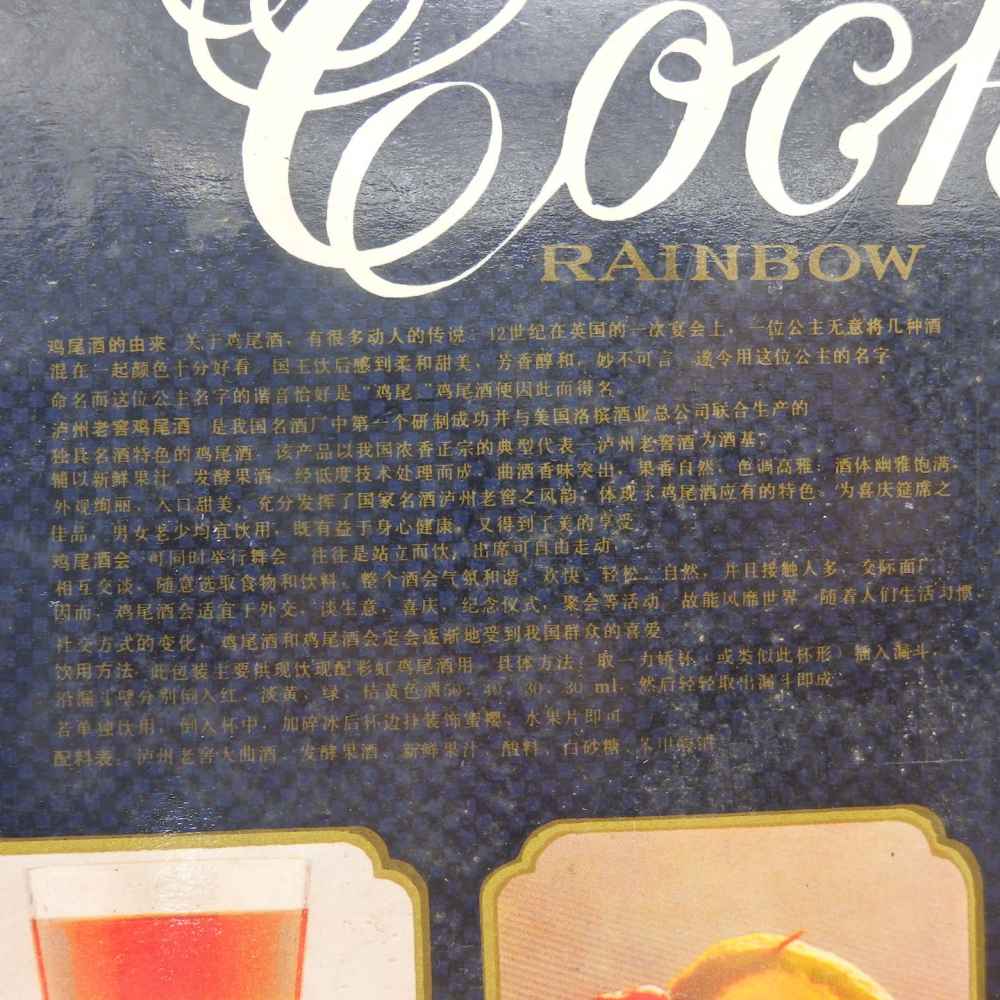 Cock
RAINBOW
鸡尾酒的由来 关于鸡尾酒，有很多动人的传说。12世纪在英国的一次宴会上，一位公主无意将几种酒
混在一起颜色十分好看 国王饮后感到柔和甜美，芳香醇和，妙不可言 遂令用这位公主的名字
命名而这位公主名字的谐音恰好是“鸡尾”鸡尾酒便因此而得名。
泸州老窖鸡尾酒 是我国名酒厂中第一个研制成功并与美国洛槟酒业总公司联合生产的
独具名酒特色的鸡尾酒。该产品以我国浓香正宗的典型代表 泸州老窖酒为酒基，
辅以新鲜果汁、发酵果酒、经低度技术处理而成，曲酒香味突出，果香自然，色调高雅；酒体幽雅饱满，
外观绚丽，入口甜美，充分发挥了国家名酒泸州老窖之风韵；体现了鸡尾酒应有的特色。为喜庆筵席之
佳品，男女老少均宜饮用，既有益于身心健康，又得到了美的享受。
鸡尾酒会 可同时举行舞会 往往是站立而饮，出席可自由走动，
相互交谈，随意选取食物和饮料。整个酒会气氛和谐、欢快、轻松、自然，并且接触人多，交际面广，
因而，鸡尾酒会适宜于外交、谈生意、喜庆、纪念仪式、聚会等活动 故能风靡世界 随着人们生活习惯，
社交方式的变化，鸡尾酒和鸡尾酒会定会逐渐地受到我国群众的喜爱
饮用方法 此包装主要供现饮现配彩虹鸡尾酒用 具体方法：取一 杯（或类似此杯形）插入漏斗，
沿漏斗壁分别倒入红、淡黄、绿、桔黄色酒50、40、30、30 ml，然后轻轻取出漏斗即成
若单独饮用，倒入杯中，加碎冰后杯边挂装饰蜜樱、水果片即可
配料表：泸州老窖大曲酒、发酵果酒、新鲜果汁、酸料、白砂糖、